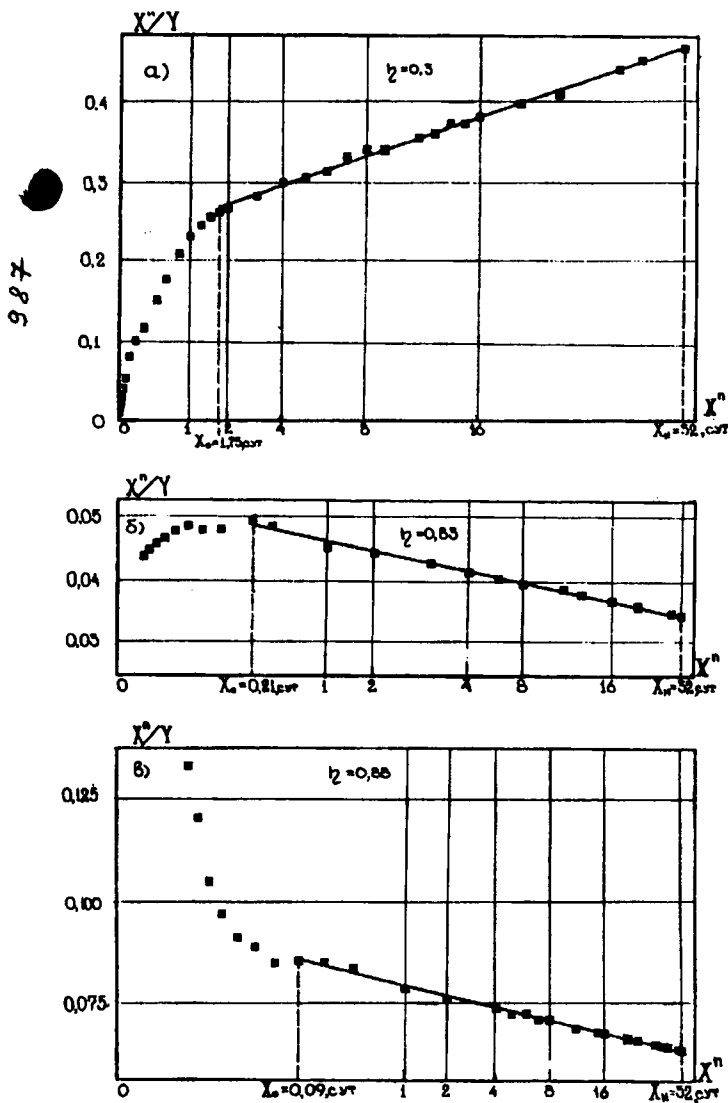 987
Xⁿ/Y
а) η=0,3
0,4
0,3
0,2
0,1
0
0 1 2 4 8 16 Xⁿ
X₀=1,75,сут Xₙ=32,сут
Xⁿ/Y
б) η=0,83
0.05
0,04
0.03
0 X₀=0,21,сут 1 2 4 8 16 Xₙ=32,сут Xⁿ
Xⁿ/Y
в) η=0,88
0,125
0,100
0,075
0 X₀=0,09,сут 1 2 4 8 16 Xₙ=32,сут Xⁿ